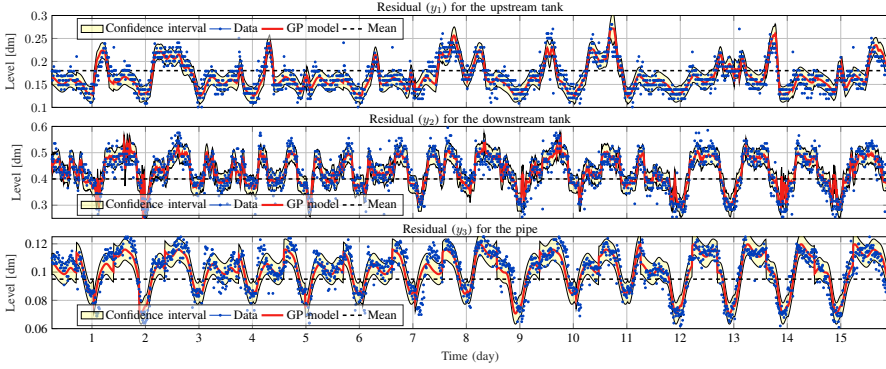 Residual (y₁) for the upstream tank
0.3
0.25
0.2
0.15
0.1
Level [dm]
Confidence interval Data GP model Mean
Residual (y₂) for the downstream tank
0.6
0.5
0.4
0.3
Level [dm]
Confidence interval Data GP model Mean
Residual (y₃) for the pipe
0.12
0.1
0.08
0.06
Level [dm]
Confidence interval Data GP model Mean
1 2 3 4 5 6 7 8 9 10 11 12 13 14 15
Time (day)